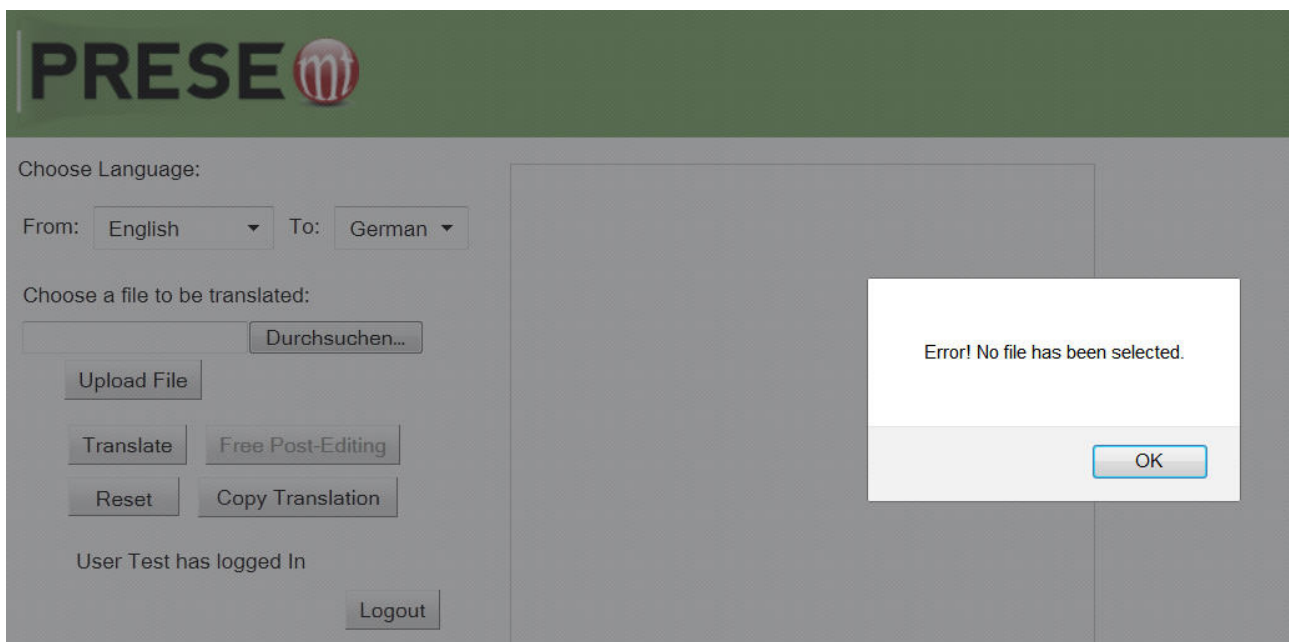 PRESE mt
Choose Language:
From: English To: German
Choose a file to be translated:
Durchsuchen...
Upload File
Error! No file has been selected.
Translate Free Post-Editing
OK
Reset Copy Translation
User Test has logged In
Logout